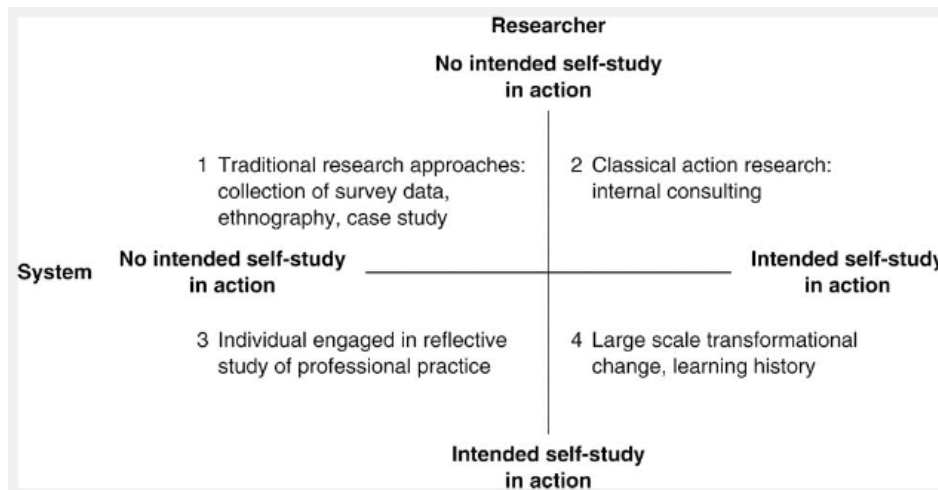 Researcher
No intended self-study
in action
1 Traditional research approaches:
collection of survey data,
ethnography, case study
2 Classical action research:
internal consulting
System
No intended self-study
in action
Intended self-study
in action
3 Individual engaged in reflective
study of professional practice
4 Large scale transformational
change, learning history
Intended self-study
in action